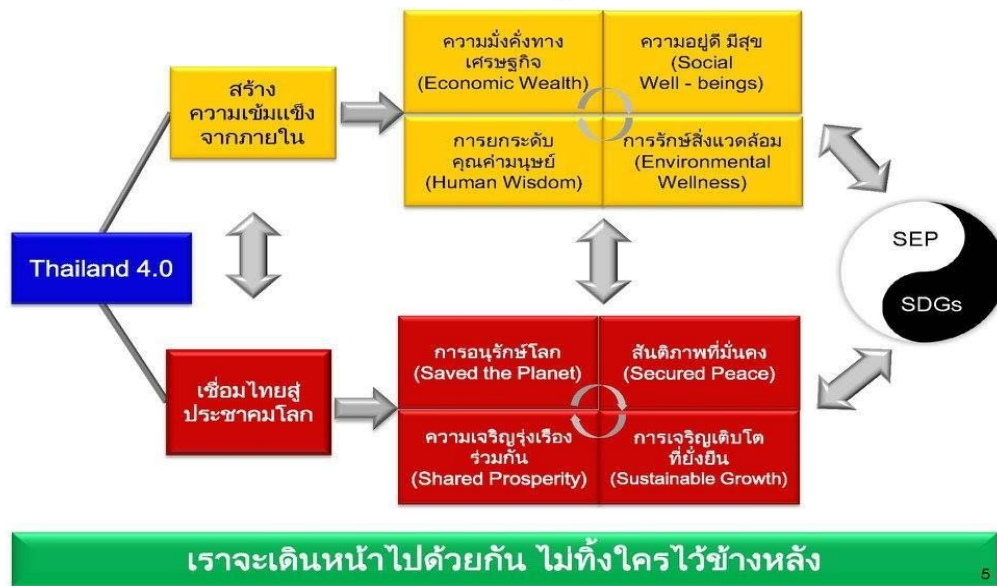 Thailand 4.0
สร้าง
ความเข้มแข็ง
จากภายใน
ความมั่งคั่งทาง
เศรษฐกิจ
(Economic Wealth)
ความอยู่ดี มีสุข
(Social
Well - beings)
การยกระดับ
คุณค่ามนุษย์
(Human Wisdom)
การรักษ์สิ่งแวดล้อม
(Environmental
Wellness)
SEP
SDGs
เชื่อมไทยสู่
ประชาคมโลก
การอนุรักษ์โลก
(Saved the Planet)
สันติภาพที่มั่นคง
(Secured Peace)
ความเจริญรุ่งเรือง
ร่วมกัน
(Shared Prosperity)
การเจริญเติบโต
ที่ยั่งยืน
(Sustainable Growth)
เราจะเดินหน้าไปด้วยกัน ไม่ทิ้งใครไว้ข้างหลัง
5